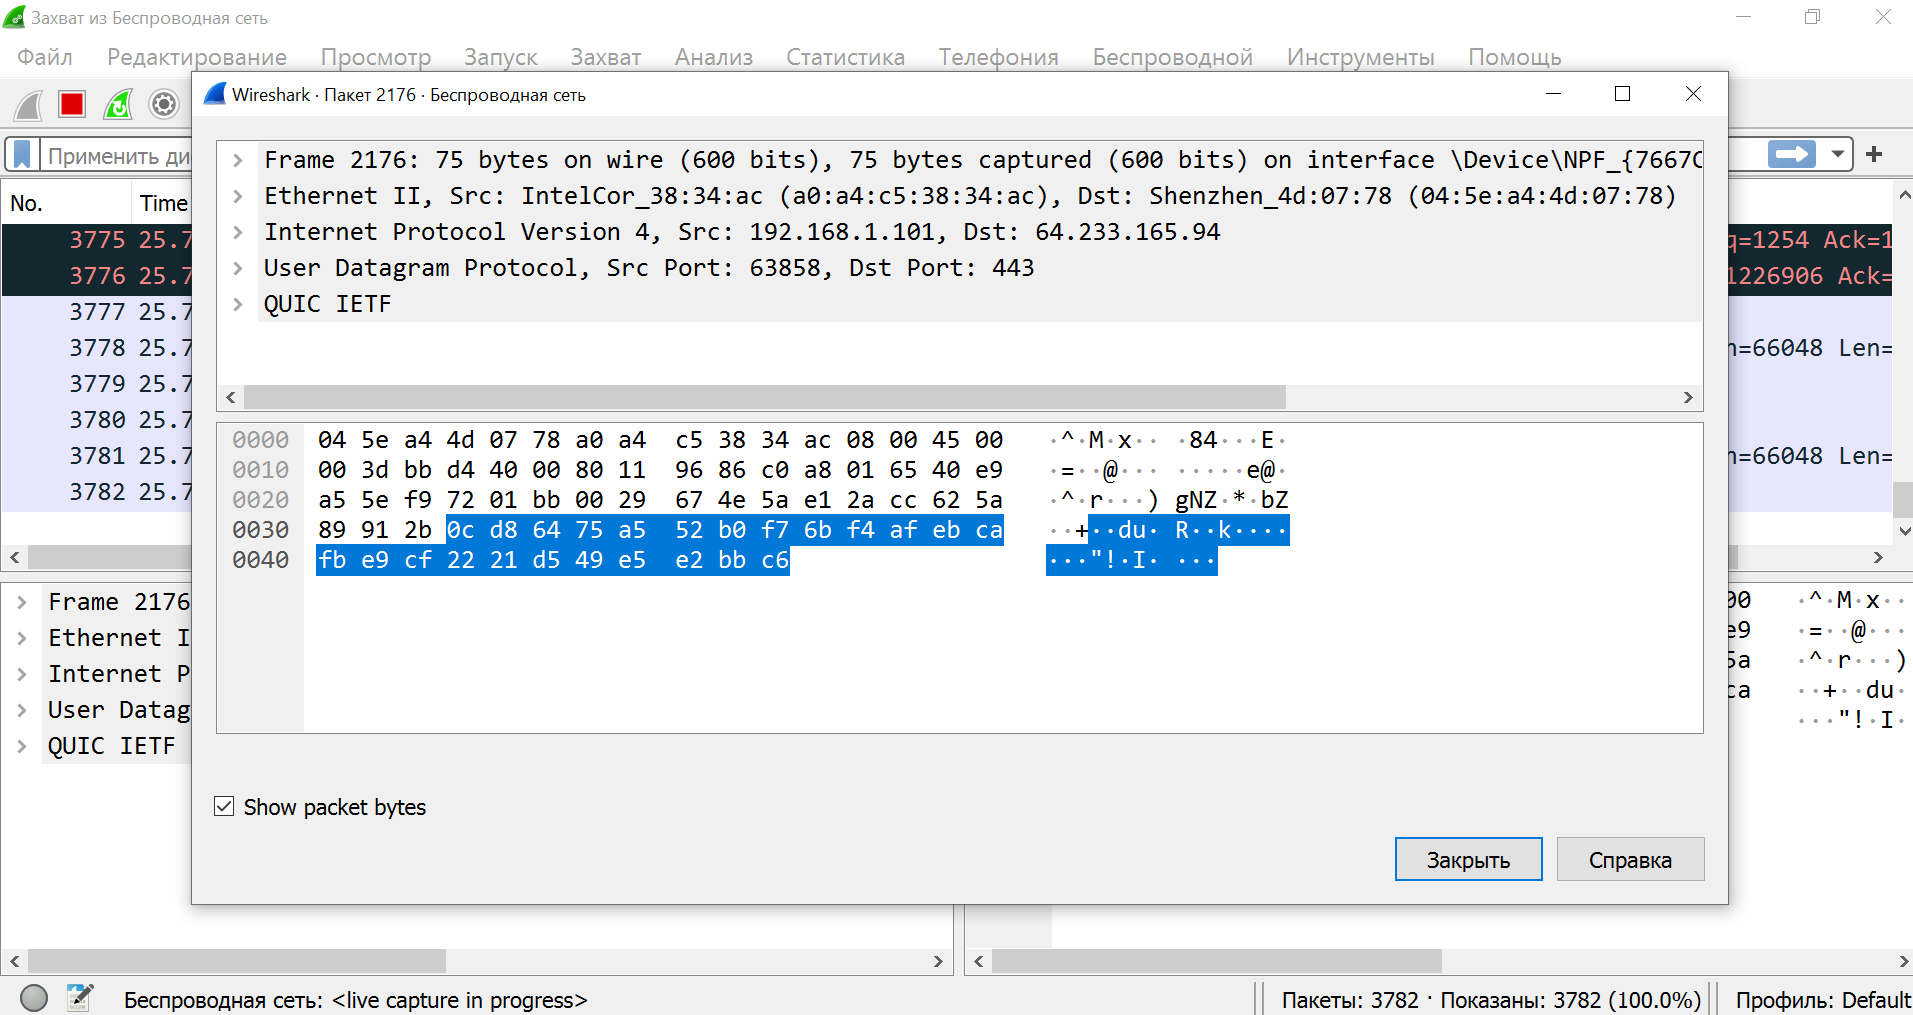 Захват из Беспроводная сеть
Файл Редактирование Просмотр Запуск Захват Анализ Статистика Телефония Беспроводной Инструменты Помощь
Wireshark · Пакет 2176 · Беспроводная сеть
Применить ди
No. Time
3775 25.7
3776 25.7
3777 25.7
3778 25.7
3779 25.7
3780 25.7
3781 25.7
3782 25.7
q=1254 Ack=1
1226906 Ack=
n=66048 Len=
n=66048 Len=
Frame 2176: 75 bytes on wire (600 bits), 75 bytes captured (600 bits) on interface \Device\NPF_{7667C
Ethernet II, Src: IntelCor_38:34:ac (a0:a4:c5:38:34:ac), Dst: Shenzhen_4d:07:78 (04:5e:a4:4d:07:78)
Internet Protocol Version 4, Src: 192.168.1.101, Dst: 64.233.165.94
User Datagram Protocol, Src Port: 63858, Dst Port: 443
QUIC IETF
0000 04 5e a4 4d 07 78 a0 a4 c5 38 34 ac 08 00 45 00 ·^·M·x·· ·84···E·
0010 00 3d bb d4 40 00 80 11 96 86 c0 a8 01 65 40 e9 ·=··@··· ·····e@·
0020 a5 5e f9 72 01 bb 00 29 67 4e 5a e1 2a cc 62 5a ·^·r···) gNZ·*·bZ
0030 89 91 2b 0c d8 64 75 a5 52 b0 f7 6b f4 af eb ca ··+··du· R··k····
0040 fb e9 cf 22 21 d5 49 e5 e2 bb c6 ···"!·I· ···
Show packet bytes
Закрыть Справка
Frame 2176
Ethernet I
Internet P
User Datag
QUIC IETF
00 ·^·M·x··
e9 ·=··@···
5a ·^·r···)
ca ··+··du·
···"!·I·
Беспроводная сеть: <live capture in progress>
Пакеты: 3782 · Показаны: 3782 (100.0%)
Профиль: Default